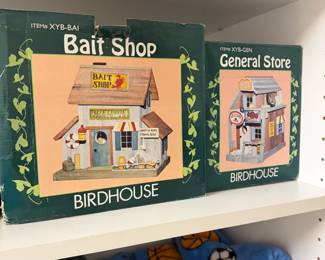 ITEM# XYB-BAI
Bait Shop
BAIT
SHOP
BIRDHOUSE
ITEM# XYB-GEN
General Store
BIRDHOUSE